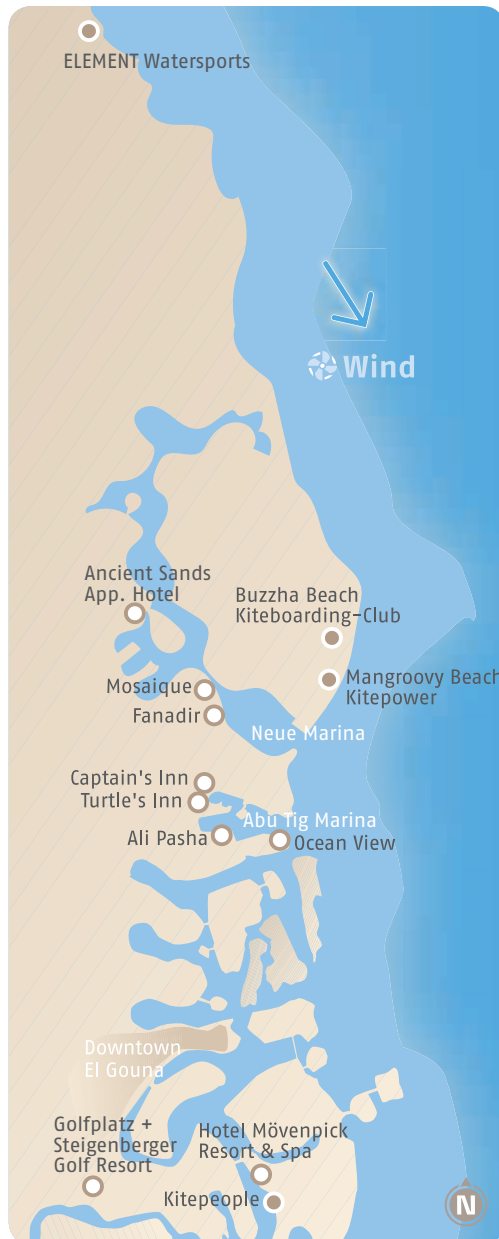 ELEMENT Watersports
Wind
Ancient Sands
App. Hotel
Buzzha Beach
Kiteboarding-Club
Mosaique
Mangroovy Beach
Kitepower
Fanadir
Neue Marina
Captain's Inn
Turtle's Inn
Abu Tig Marina
Ali Pasha
Ocean View
Downtown
El Gouna
Golfplatz +
Steigenberger
Golf Resort
Hotel Mövenpick
Resort & Spa
Kitepeople
N